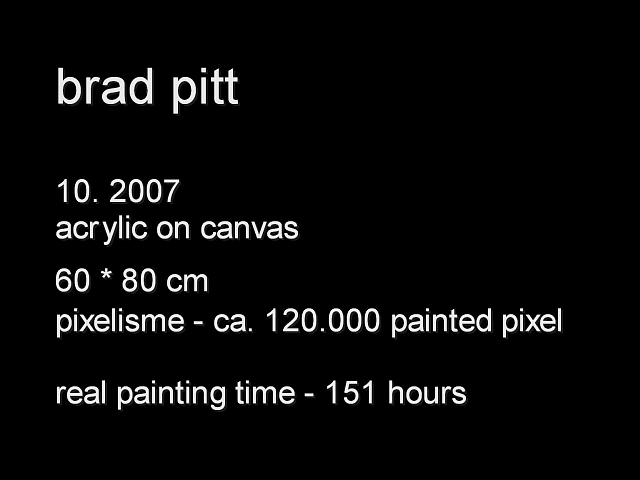 brad pitt
10. 2007
acrylic on canvas
60 * 80 cm
pixelisme - ca. 120.000 painted pixel
real painting time - 151 hours